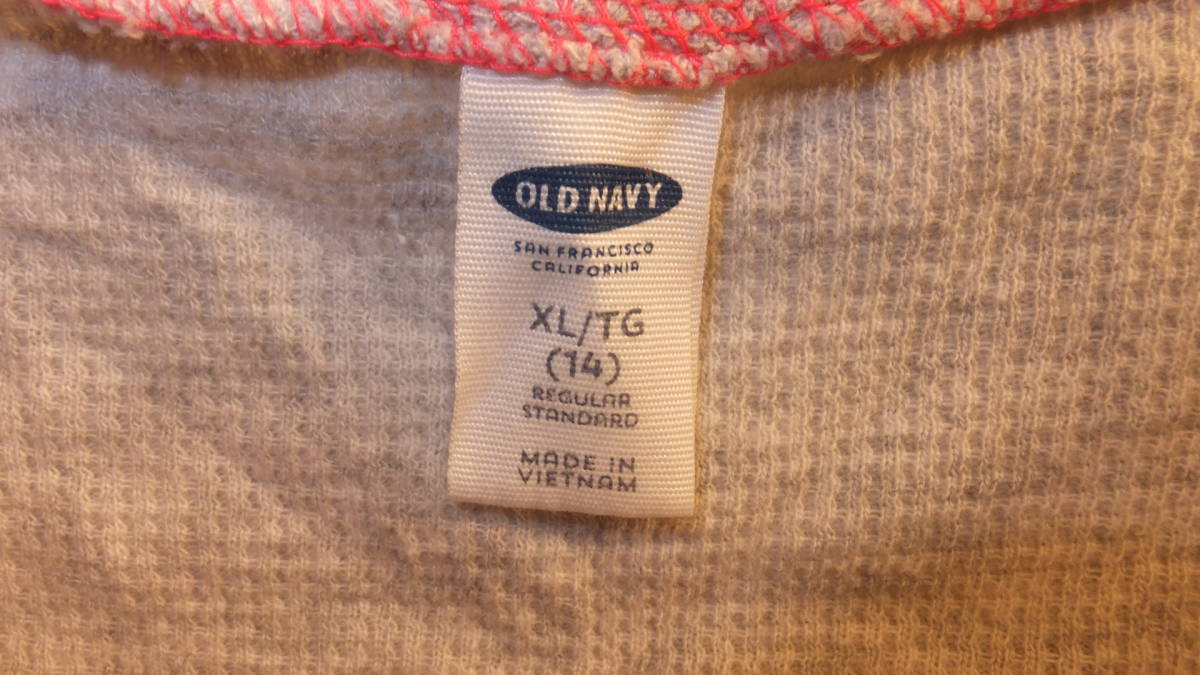 OLD NAVY
SAN FRANCISCO
CALIFORNIA
XL/TG
(14)
REGULAR
STANDARD
MADE IN
VIETNAM